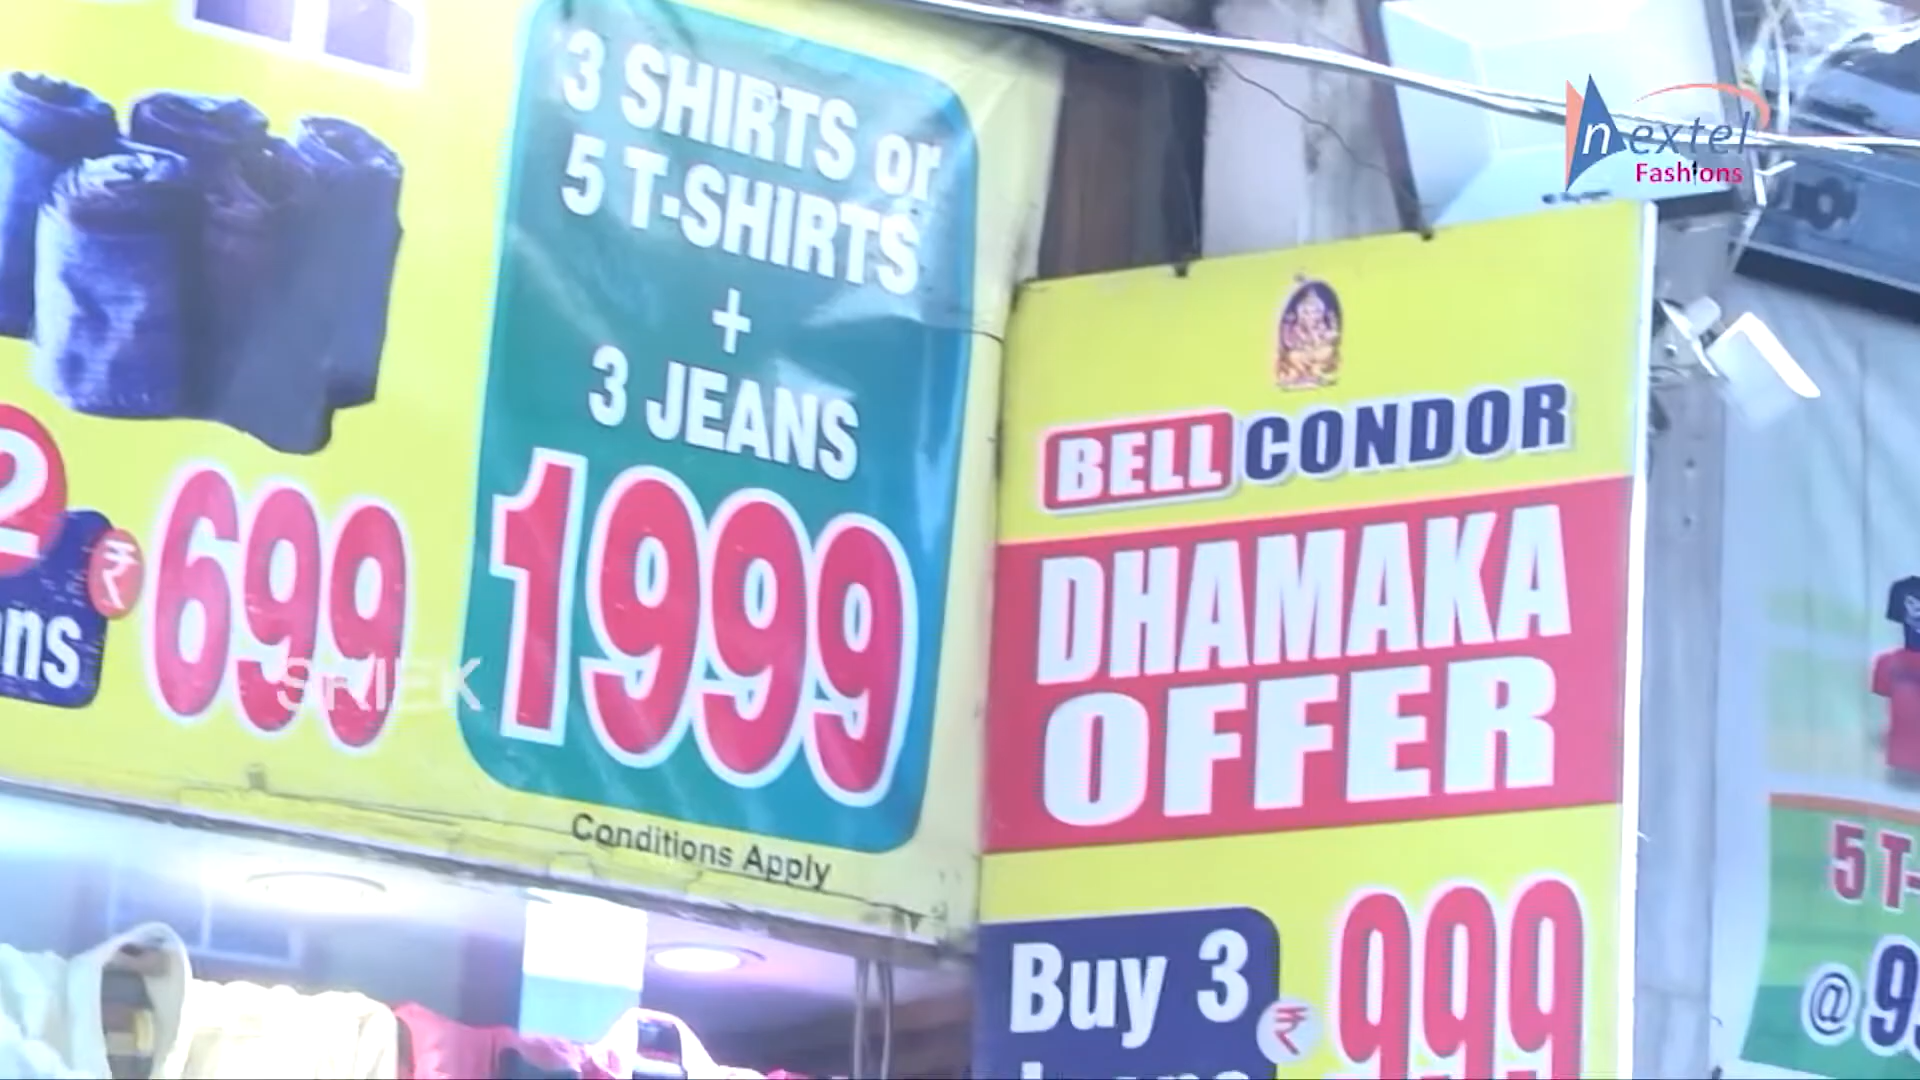 3 SHIRTS or
5 T-SHIRTS
+
3 JEANS
1999
2
ns
₹ 699
SRIEK
Conditions Apply
nextel
Fashions
BELL CONDOR
DHAMAKA
OFFER
Buy 3
₹ 999
5 T-
@ 9